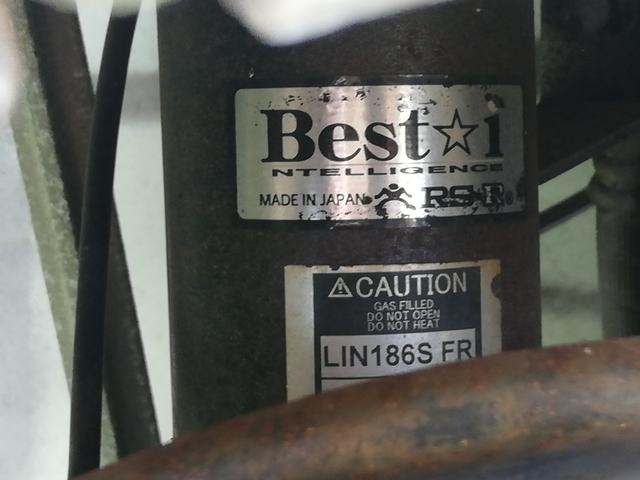 Best☆i
NTELLIGENCE
MADE IN JAPAN RS★R®
⚠CAUTION
GAS FILLED
DO NOT OPEN
DO NOT HEAT
LIN186S FR